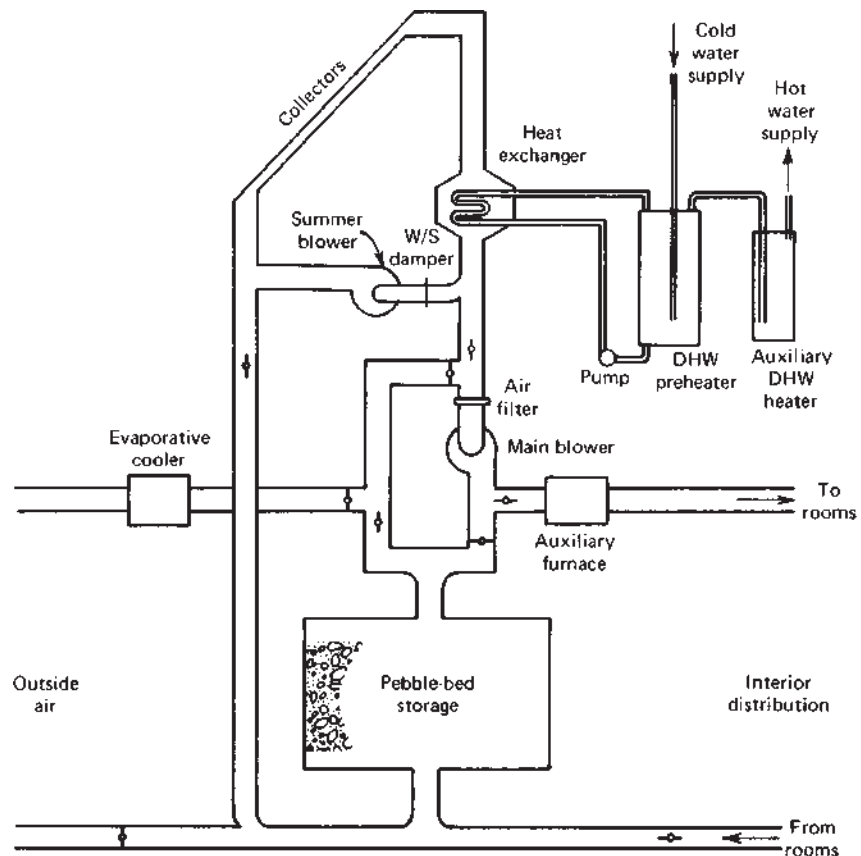 Collectors
Cold
water
supply
Hot
water
supply
Heat
exchanger
Summer
blower
W/S
damper
Pump
DHW
preheater
Auxiliary
DHW
heater
Air
filter
Main blower
Evaporative
cooler
To
rooms
Auxiliary
furnace
Outside
air
Pebble-bed
storage
Interior
distribution
From
rooms